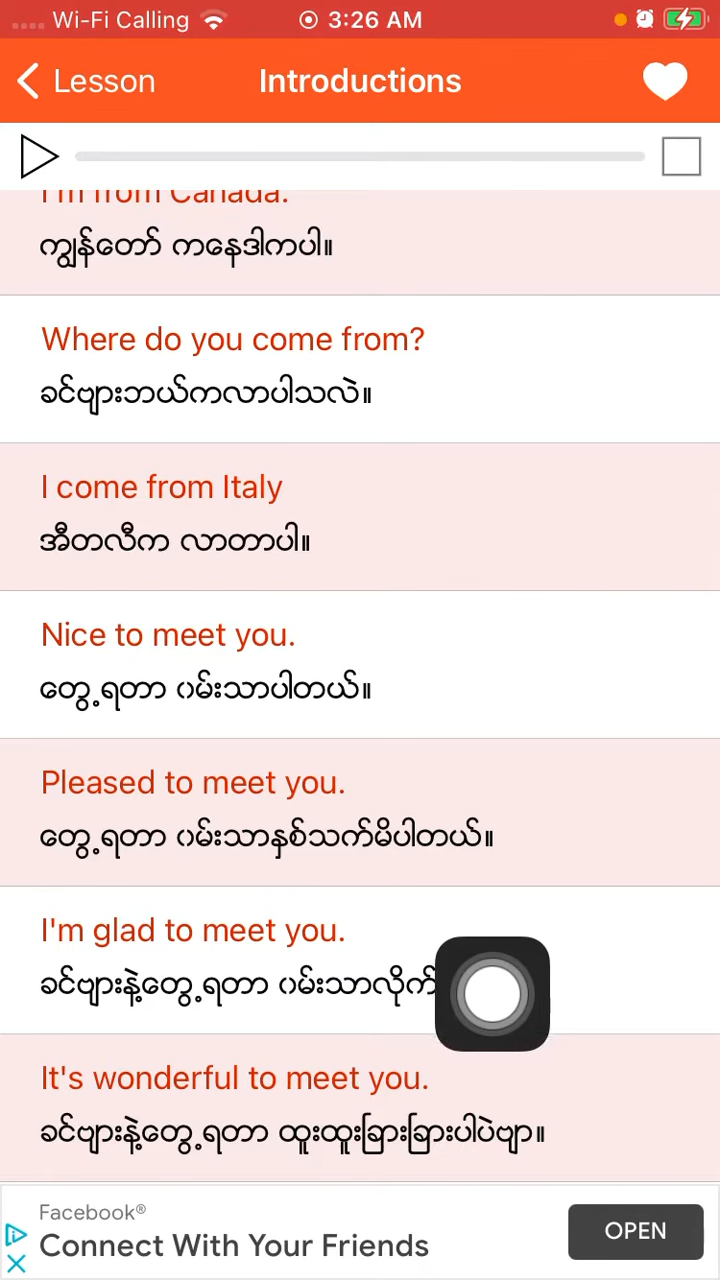 Wi-Fi Calling
3:26 AM
Lesson
Introductions
I'm from Canada.
ကျွန်တော် ကနေဒါကပါ။
Where do you come from?
ခင်ဗျားဘယ်ကလာပါသလဲ။
I come from Italy
အီတလီက လာတာပါ။
Nice to meet you.
တွေ့ရတာ ဝမ်းသာပါတယ်။
Pleased to meet you.
တွေ့ရတာ ဝမ်းသာနှစ်သက်မိပါတယ်။
I'm glad to meet you.
ခင်ဗျားနဲ့တွေ့ရတာ ဝမ်းသာလိုက်
It's wonderful to meet you.
ခင်ဗျားနဲ့တွေ့ရတာ ထူးထူးခြားခြားပါပဲဗျာ။
Facebook®
Connect With Your Friends
OPEN